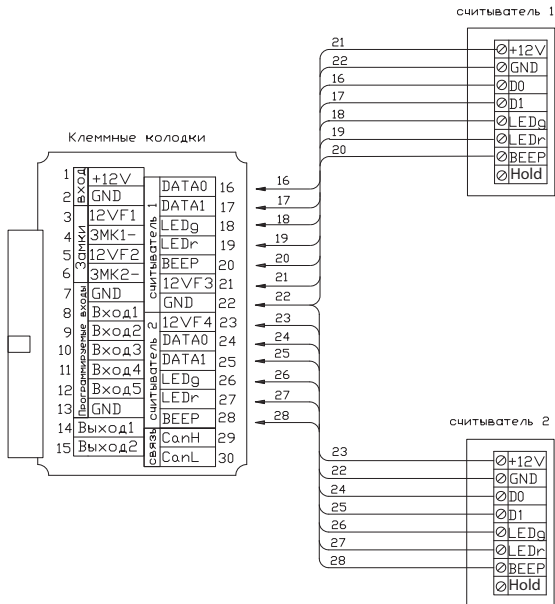 считыватель 1
21
22
16
17
18
19
20
+12V
GND
D0
D1
LEDg
LEDr
BEEP
Hold
Клеммные колодки
вход
Замки
Программируемые входы
1 +12V
2 GND
3 12VF1
4 ЗМК1-
5 12VF2
6 ЗМК2-
7 GND
8 Вход1
9 Вход2
10 Вход3
11 Вход4
12 Вход5
13 GND
14 Выход1
15 Выход2
считыватель 1
считыватель 2
связь
DATA0 16
DATA1 17
LEDg 18
LEDr 19
BEEP 20
12VF3 21
GND 22
12VF4 23
DATA0 24
DATA1 25
LEDg 26
LEDr 27
BEEP 28
CanH 29
CanL 30
16
17
18
19
20
21
22
23
24
25
26
27
28
считыватель 2
23
22
24
25
26
27
28
+12V
GND
D0
D1
LEDg
LEDr
BEEP
Hold